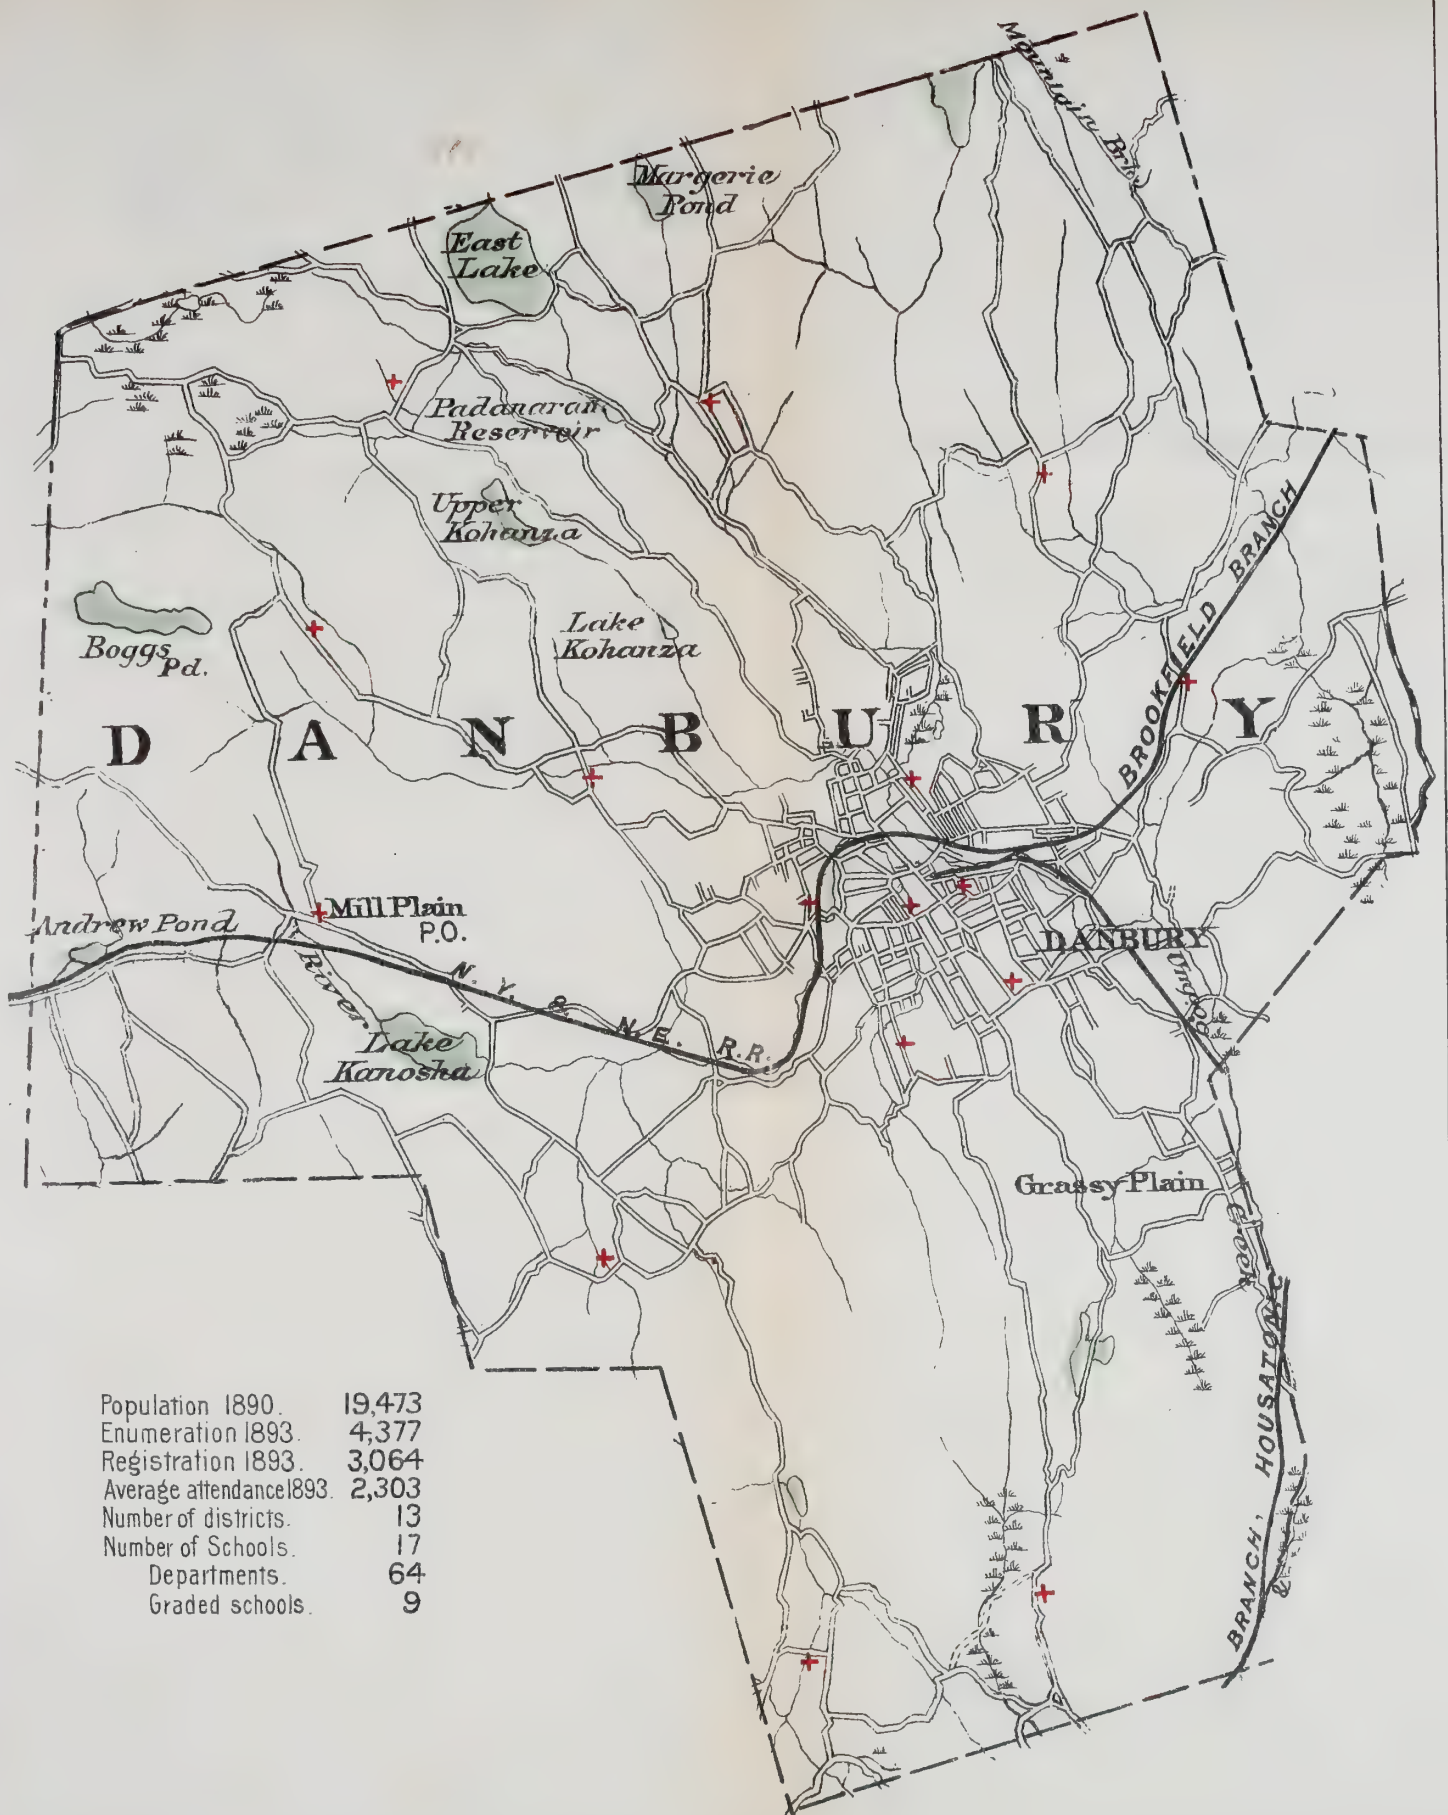 Mountain Brk.
Margerie
Pond
East
Lake
Padanaram
Reservoir
Upper
Kohanza
BROOKFIELD BRANCH
Boggs
Pd.
Lake
Kohanza
D A N B U R Y
Andrew Pond
Mill Plain
P.O.
DANBURY
Umpog
River
N. Y. & N. E. R.R.
Lake
Kanosha
Grassy Plain
Brook
BRANCH, HOUSATONIC
&
Population 1890. 19,473
Enumeration 1893. 4,377
Registration 1893. 3,064
Average attendance 1893. 2,303
Number of districts. 13
Number of Schools. 17
Departments. 64
Graded schools. 9